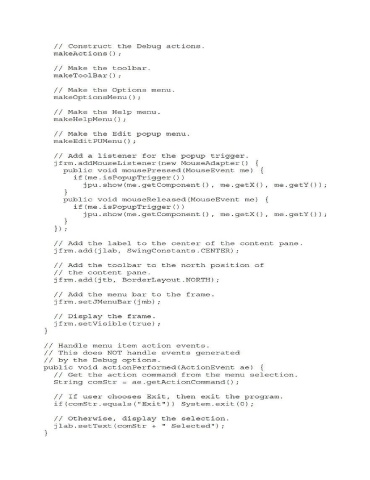 // Construct the Debug actions.
makeActions();
// Make the toolbar.
makeToolBar();
// Make the Options menu.
makeOptionsMenu();
// Make the Help menu.
makeHelpMenu();
// Make the Edit popup menu.
makeEditPUMenu();
// Add a listener for the popup trigger.
jfrm.addMouseListener(new MouseAdapter() {
public void mousePressed(MouseEvent me) {
if(me.isPopupTrigger())
jpu.show(me.getComponent(), me.getX(), me.getY());
}
public void mouseReleased(MouseEvent me) {
if(me.isPopupTrigger())
jpu.show(me.getComponent(), me.getX(), me.getY());
}
});
// Add the label to the center of the content pane.
jfrm.add(jlab, SwingConstants.CENTER);
// Add the toolbar to the north position of
// the content pane.
jfrm.add(jtb, BorderLayout.NORTH);
// Add the menu bar to the frame.
jfrm.setJMenuBar(jmb);
// Display the frame.
jfrm.setVisible(true);
}
// Handle menu item action events.
// This does NOT handle events generated
// by the Debug options.
public void actionPerformed(ActionEvent ae) {
// Get the action command from the menu selection.
String comStr = ae.getActionCommand();
// If user chooses Exit, then exit the program.
if(comStr.equals("Exit")) System.exit(0);
// Otherwise, display the selection.
jlab.setText(comStr + " Selected");
}